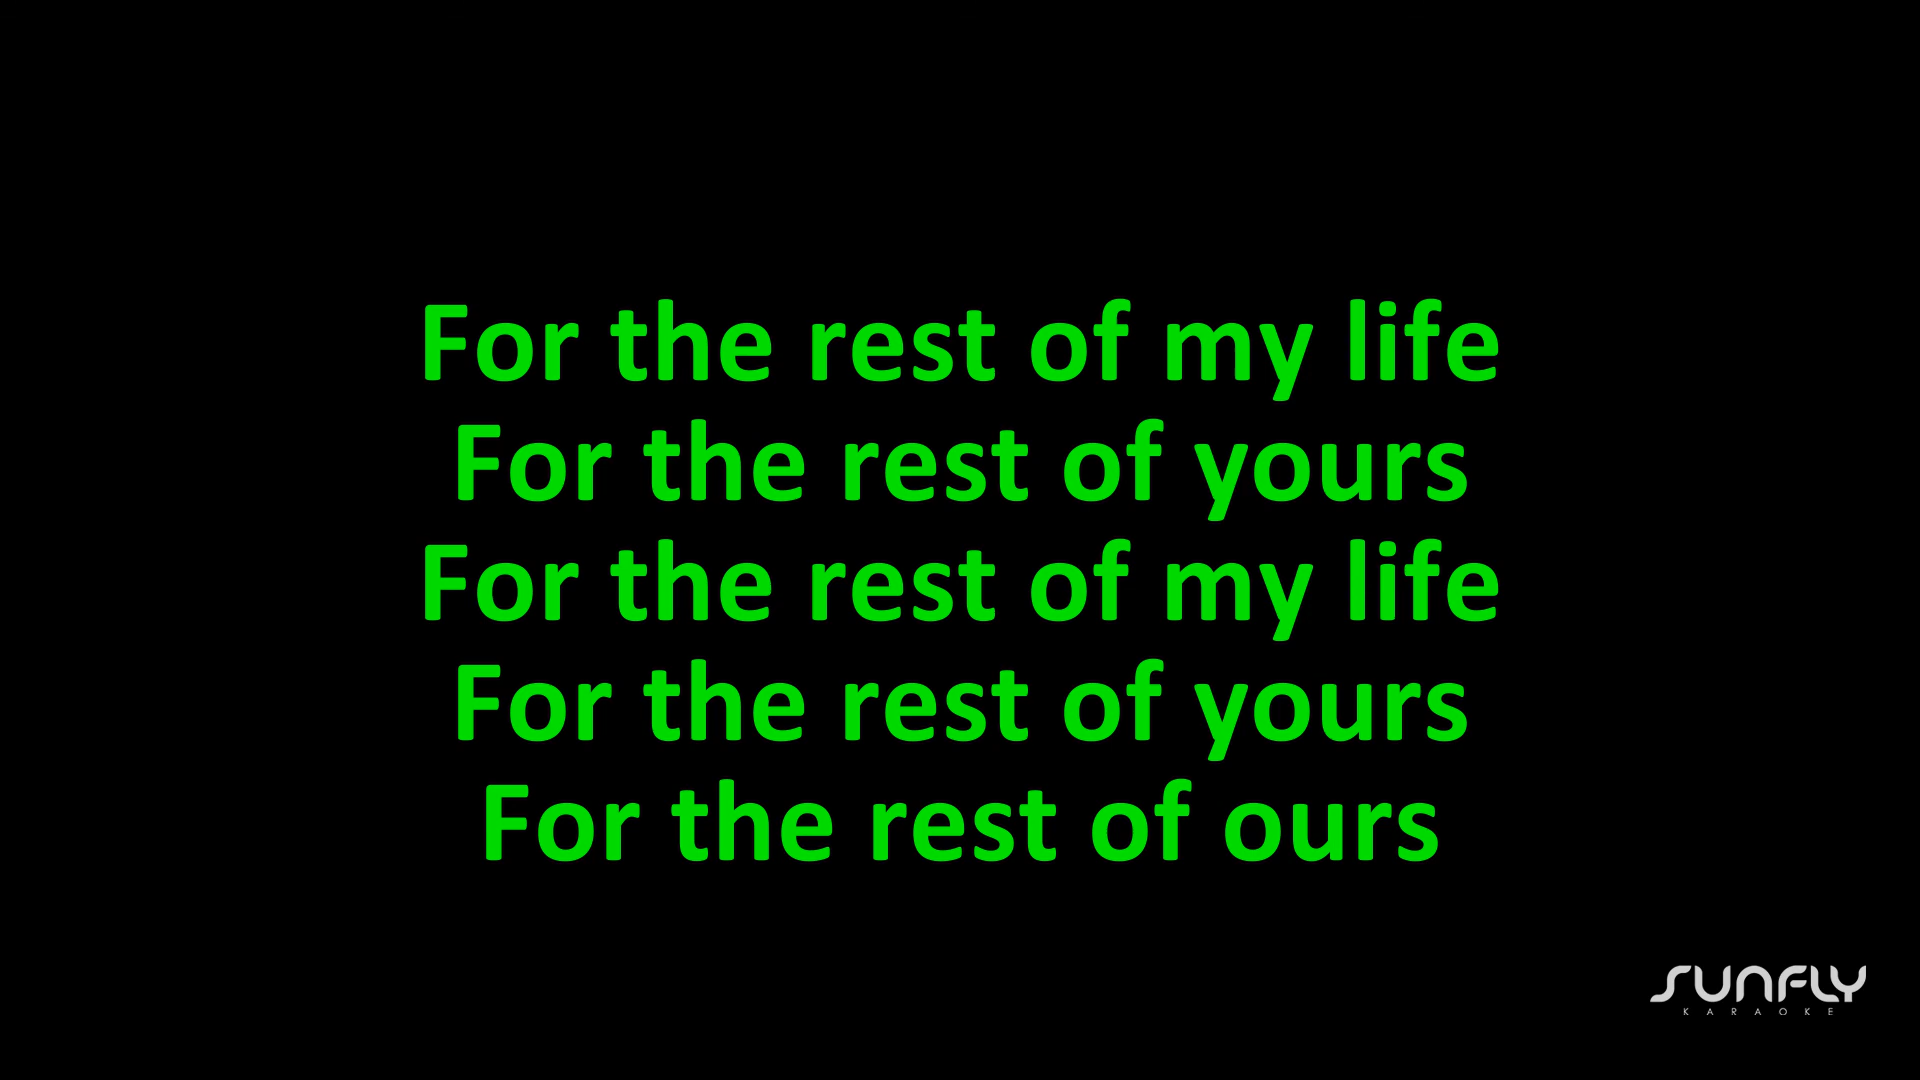 For the rest of my life
For the rest of yours
For the rest of my life
For the rest of yours
For the rest of ours
SUNFLY
KARAOKE